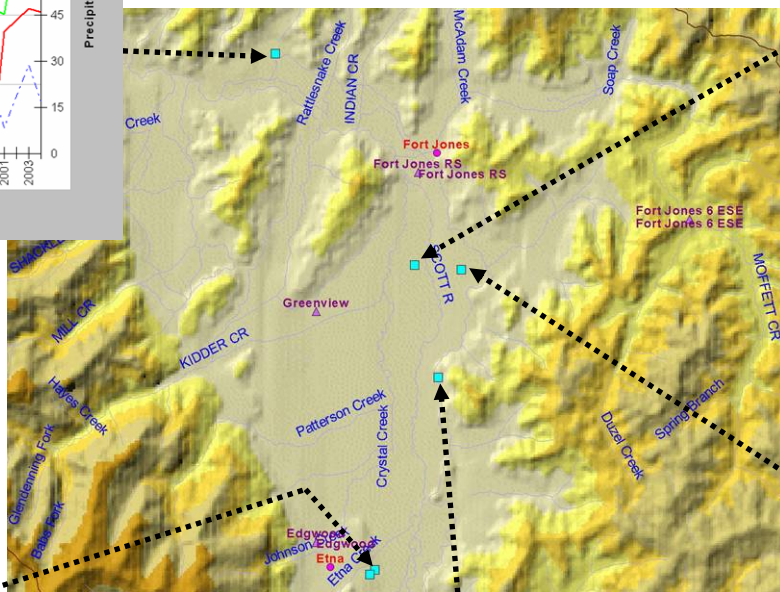 45
30
15
0
2001
2003
Precipit
Rattlesnake Creek
INDIAN CR
McAdam Creek
Soap Creek
Creek
Fort Jones
Fort Jones RS
Fort Jones RS
Fort Jones 6 ESE
Fort Jones 6 ESE
SCOTT R
MOFFETT CR
MILL CR
Greenview
KIDDER CR
Hayes Creek
Patterson Creek
Crystal Creek
Spring Branch
Duzel Creek
Glendenning Fork
Babs Fork
Edgwood
Edgwood
Johnson Creek
Etna
Etna Creek